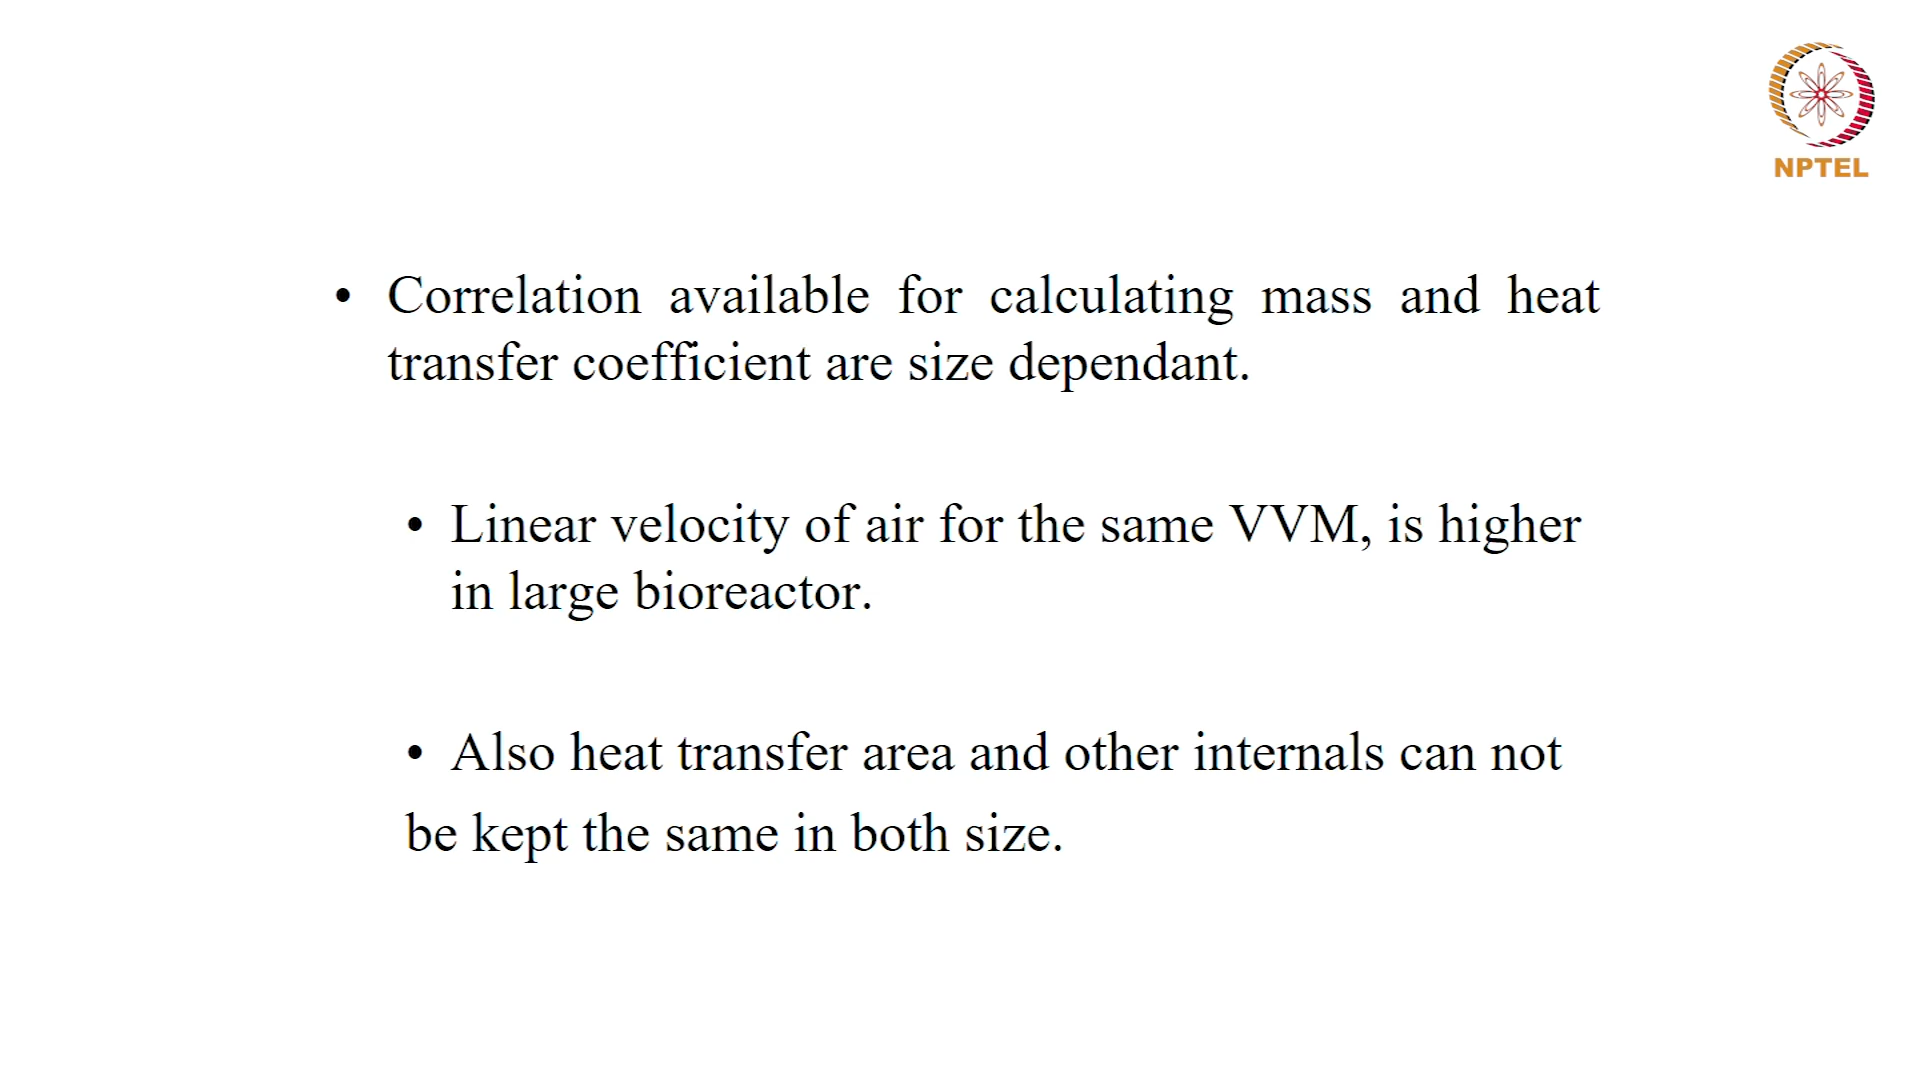 NPTEL
• Correlation available for calculating mass and heat
transfer coefficient are size dependant.
• Linear velocity of air for the same VVM, is higher
in large bioreactor.
• Also heat transfer area and other internals can not
be kept the same in both size.